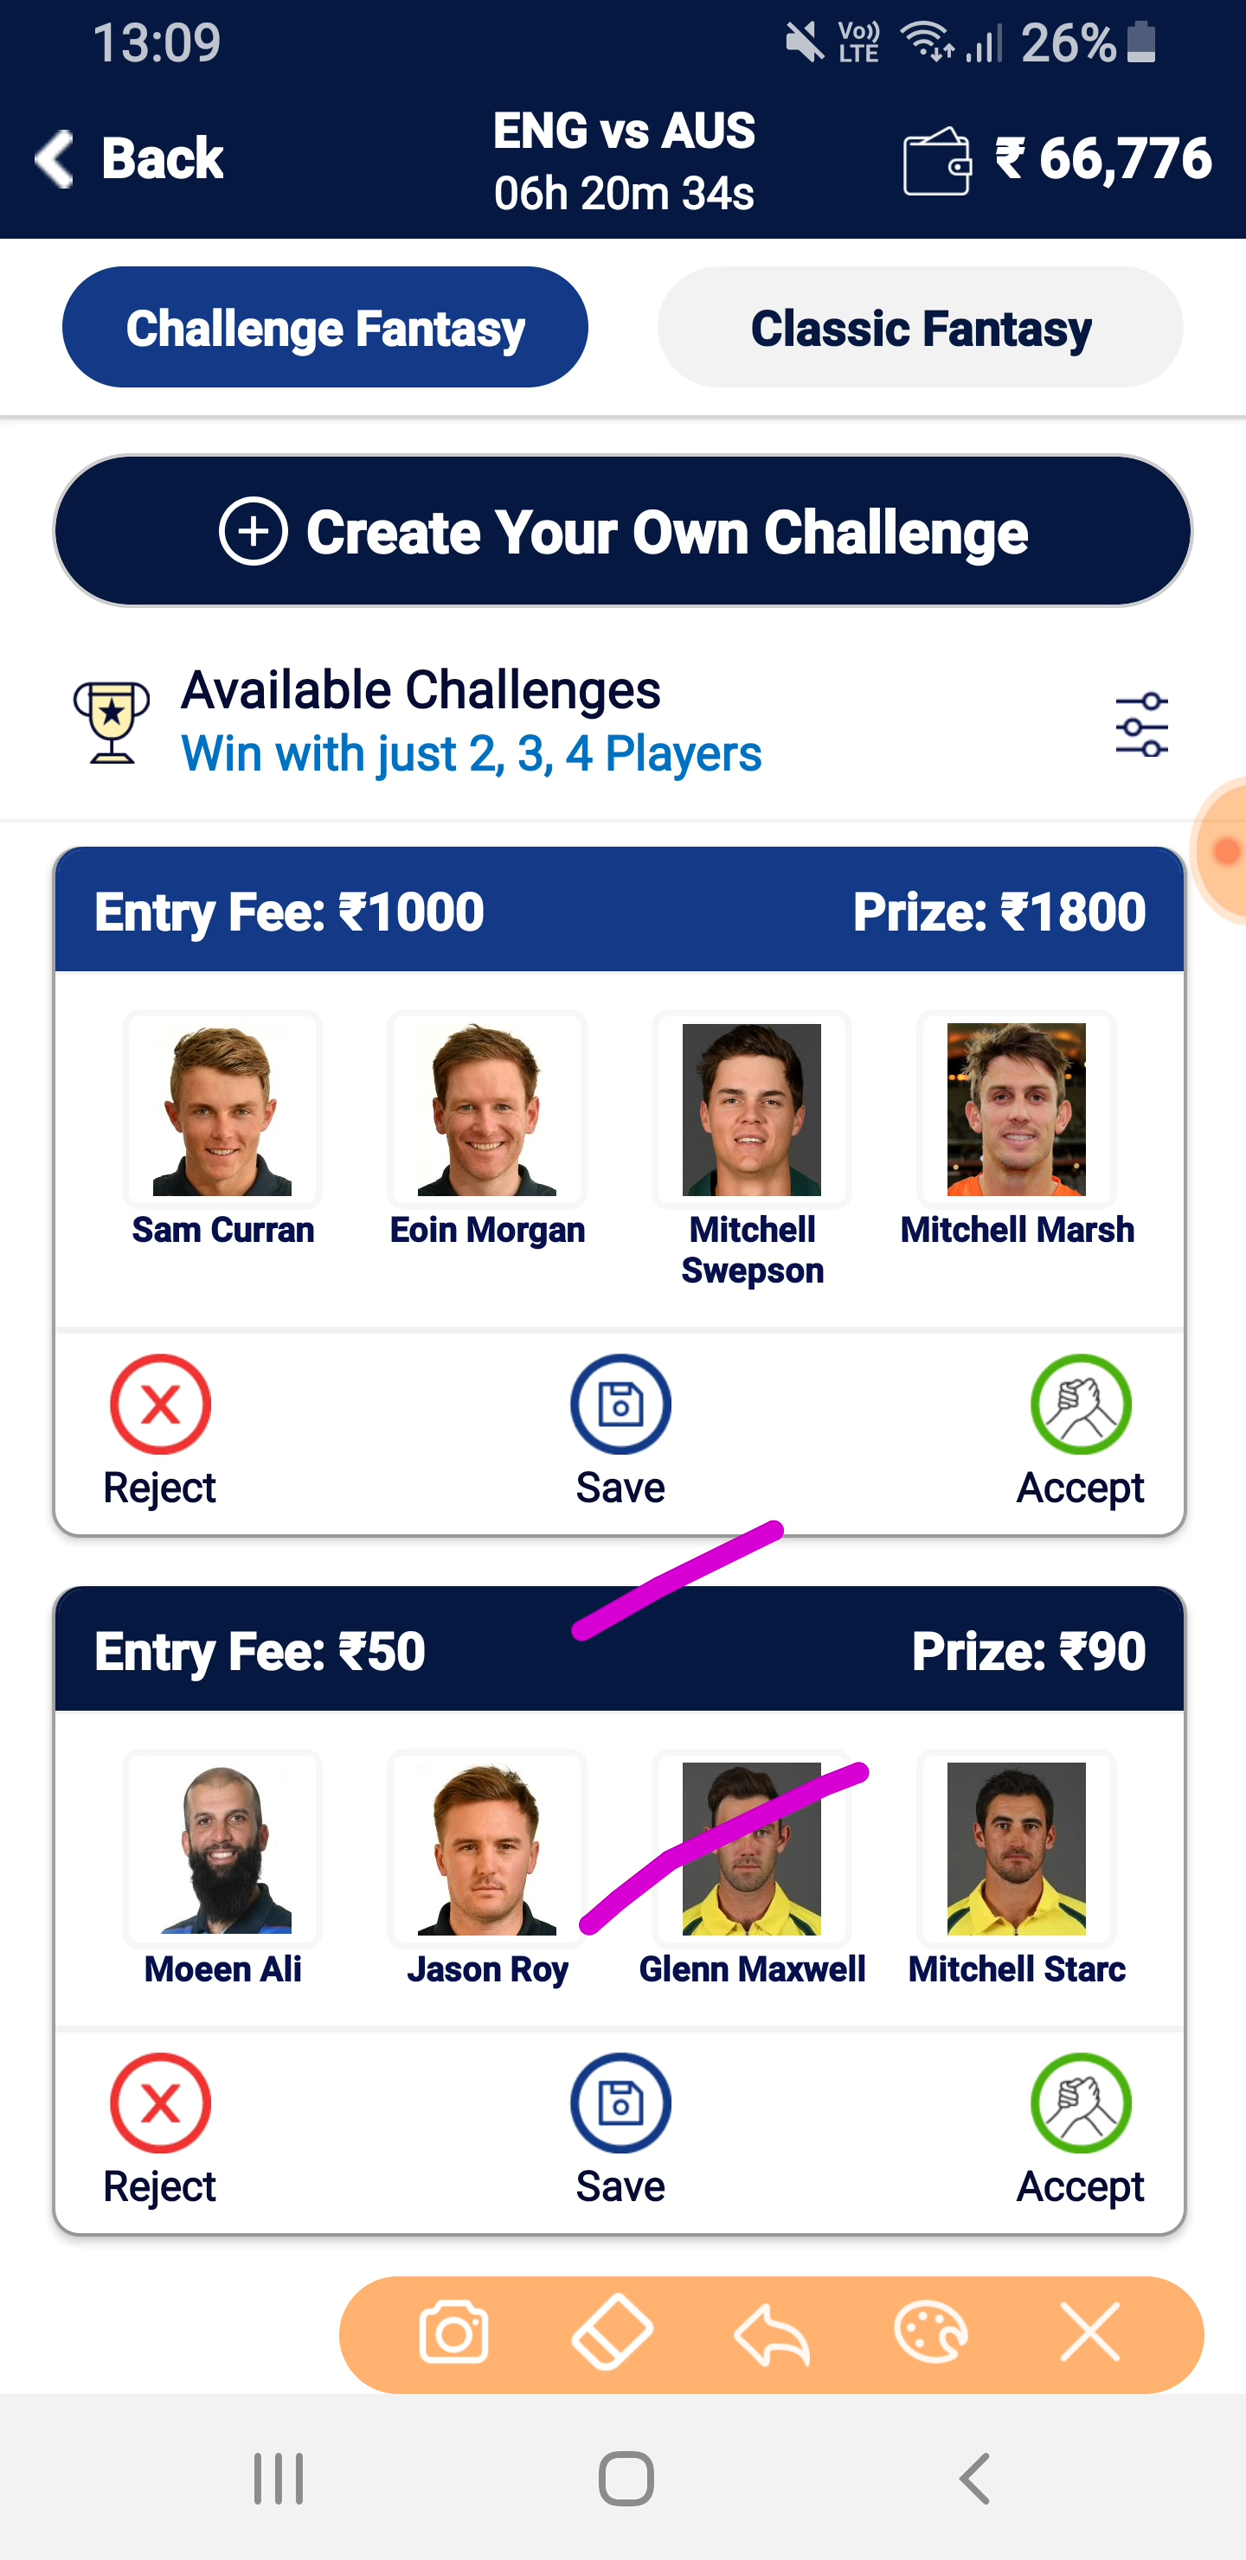 13:09
Vo)) LTE 26%
Back
ENG vs AUS
06h 20m 34s
₹ 66,776
Challenge Fantasy
Classic Fantasy
Create Your Own Challenge
Available Challenges
Win with just 2, 3, 4 Players
Entry Fee: ₹1000
Prize: ₹1800
Sam Curran
Eoin Morgan
Mitchell
Swepson
Mitchell Marsh
X
Reject
Save
Accept
Entry Fee: ₹50
Prize: ₹90
Moeen Ali
Jason Roy
Glenn Maxwell
Mitchell Starc
X
Reject
Save
Accept